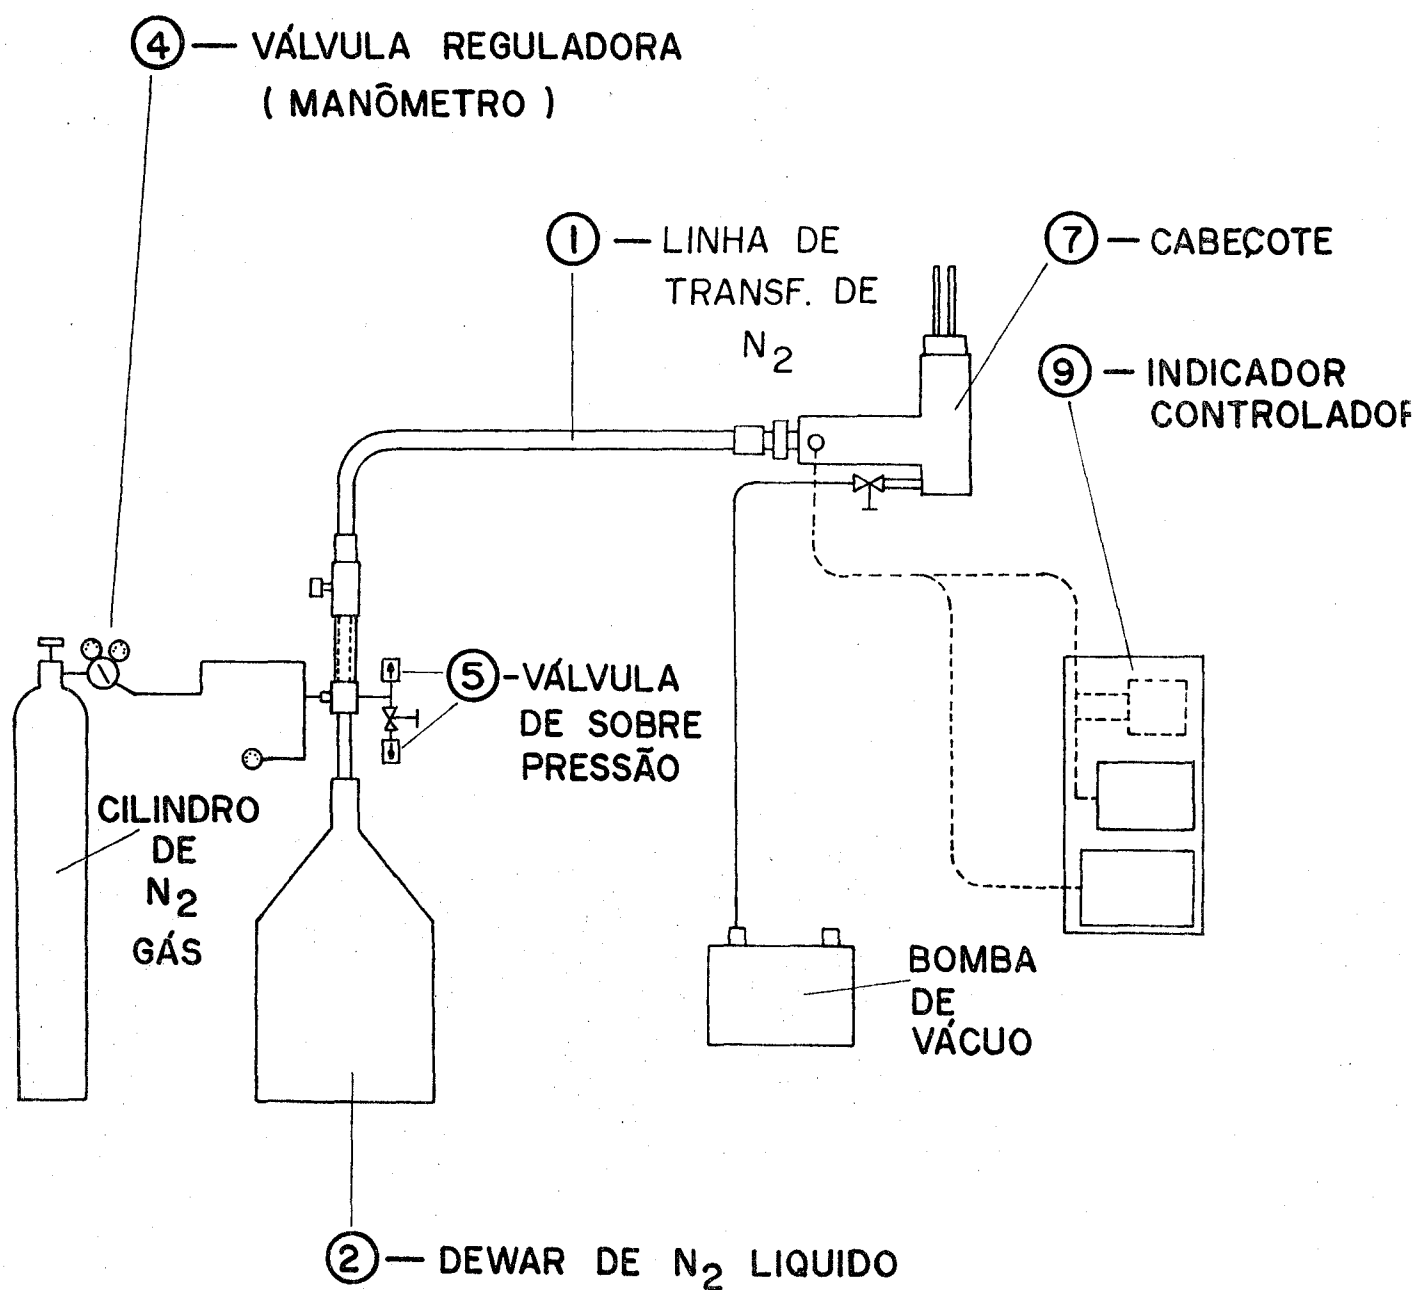 4 — VÁLVULA REGULADORA
( MANÔMETRO )
1 — LINHA DE
TRANSF. DE
N2
7 — CABEÇOTE
9 — INDICADOR
CONTROLADOR
5 - VÁLVULA
DE SOBRE
PRESSÃO
CILINDRO
DE
N2
GÁS
BOMBA
DE
VÁCUO
2 — DEWAR DE N2 LIQUIDO